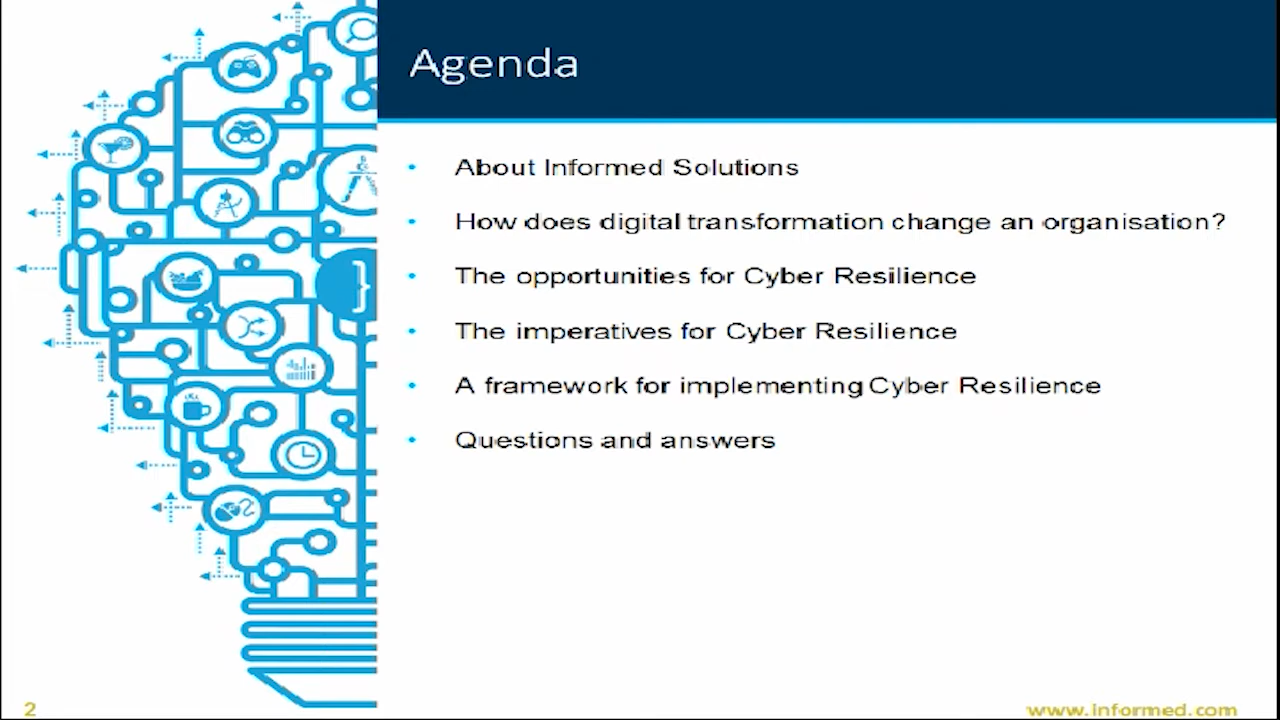 Agenda
• About Informed Solutions
• How does digital transformation change an organisation?
• The opportunities for Cyber Resilience
• The imperatives for Cyber Resilience
• A framework for implementing Cyber Resilience
• Questions and answers
2
www.informed.com